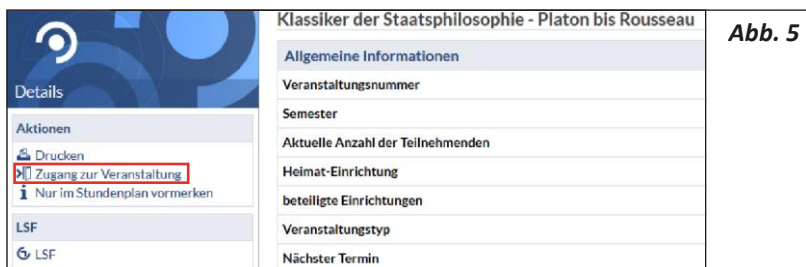 Klassiker der Staatsphilosophie - Platon bis Rousseau
Abb. 5
Details
Aktionen
Drucken
Zugang zur Veranstaltung
Nur im Stundenplan vormerken
LSF
LSF
Allgemeine Informationen
Veranstaltungsnummer
Semester
Aktuelle Anzahl der Teilnehmenden
Heimat-Einrichtung
beteiligte Einrichtungen
Veranstaltungstyp
Nächster Termin